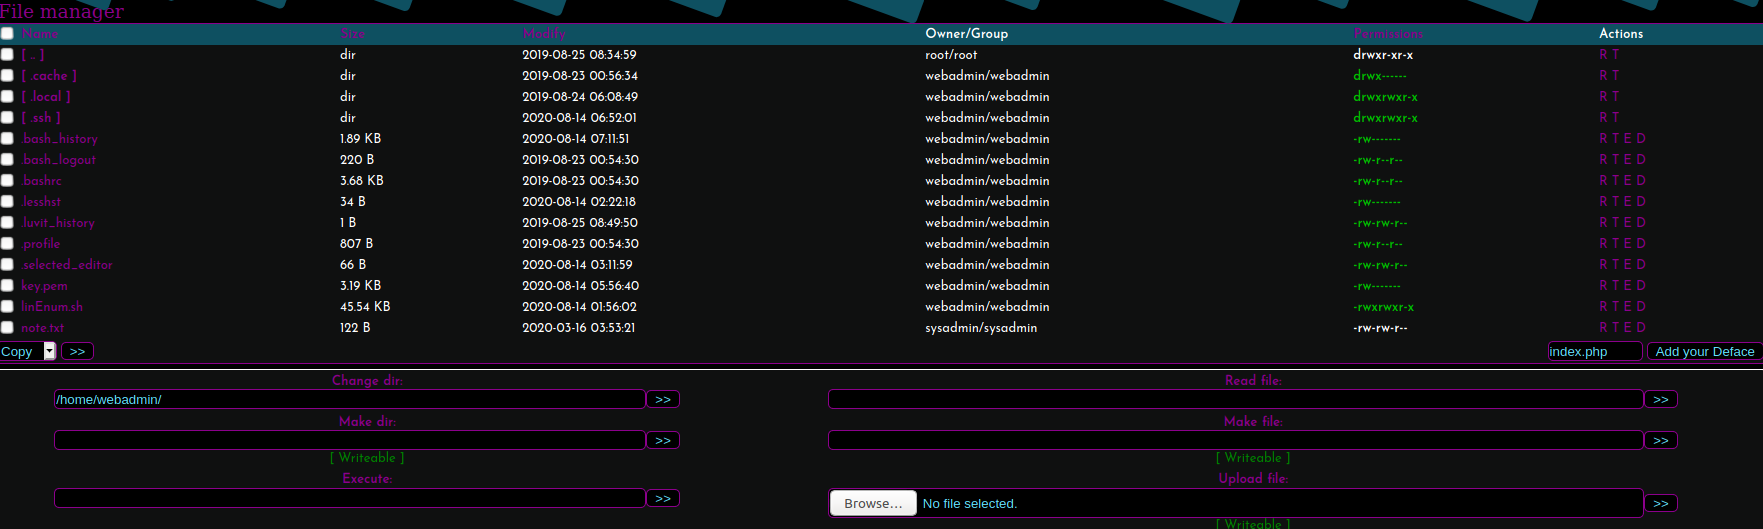 File manager
Name Size Modify Owner/Group Permissions Actions
[ .. ] dir 2019-08-25 08:34:59 root/root drwxr-xr-x R T
[ .cache ] dir 2019-08-23 00:56:34 webadmin/webadmin drwx------ R T
[ .local ] dir 2019-08-24 06:08:49 webadmin/webadmin drwxrwxr-x R T
[ .ssh ] dir 2020-08-14 06:52:01 webadmin/webadmin drwxrwxr-x R T
.bash_history 1.89 KB 2020-08-14 07:11:51 webadmin/webadmin -rw------- R T E D
.bash_logout 220 B 2019-08-23 00:54:30 webadmin/webadmin -rw-r--r-- R T E D
.bashrc 3.68 KB 2019-08-23 00:54:30 webadmin/webadmin -rw-r--r-- R T E D
.lesshst 34 B 2020-08-14 02:22:18 webadmin/webadmin -rw------- R T E D
.luvit_history 1 B 2019-08-25 08:49:50 webadmin/webadmin -rw-rw-r-- R T E D
.profile 807 B 2019-08-23 00:54:30 webadmin/webadmin -rw-r--r-- R T E D
.selected_editor 66 B 2020-08-14 03:11:59 webadmin/webadmin -rw-rw-r-- R T E D
key.pem 3.19 KB 2020-08-14 05:56:40 webadmin/webadmin -rw------- R T E D
linEnum.sh 45.54 KB 2020-08-14 01:56:02 webadmin/webadmin -rwxrwxr-x R T E D
note.txt 122 B 2020-03-16 03:53:21 sysadmin/sysadmin -rw-rw-r-- R T E D
Copy >> index.php Add your Deface
Change dir: Read file:
/home/webadmin/ >> >>
Make dir: Make file:
>> >>
[ Writeable ] [ Writeable ]
Execute: Upload file:
>> Browse... No file selected. >>
[ Writeable ]